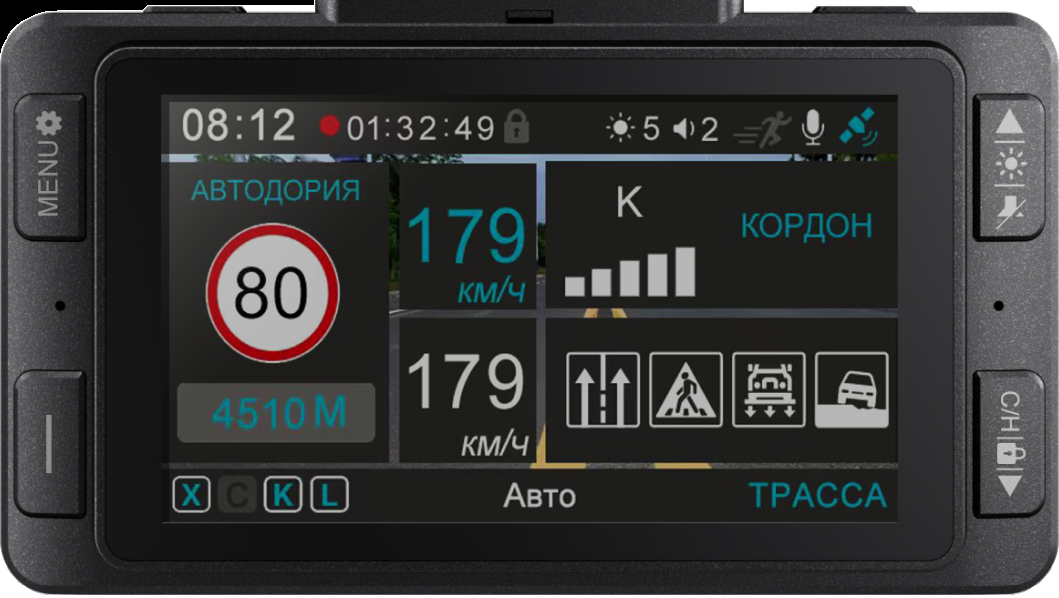 08:12 01:32:49 5 2
MENU
АВТОДОРИЯ
80
4510 М
179
км/ч
179
км/ч
K
КОРДОН
X C K L
Авто
ТРАССА
С/Н